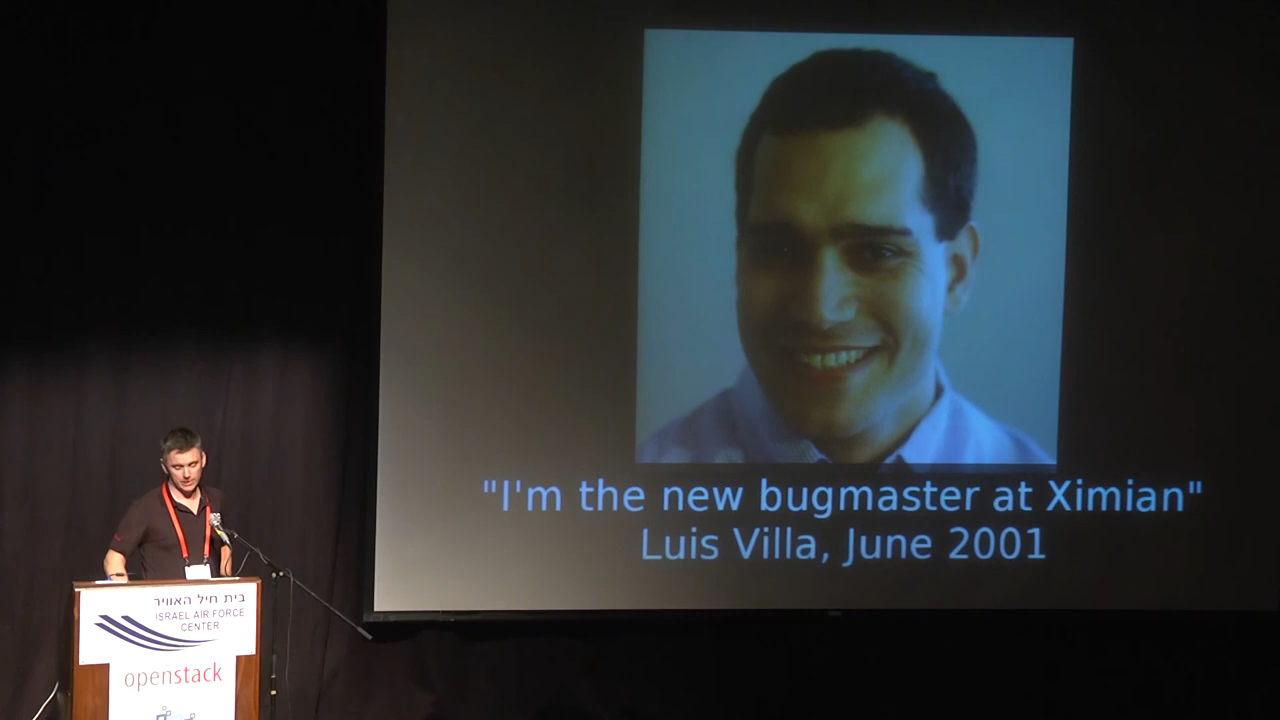 "I'm the new bugmaster at Ximian"
Luis Villa, June 2001
בית חיל האוויר
ISRAEL AIR FORCE
CENTER
openstack